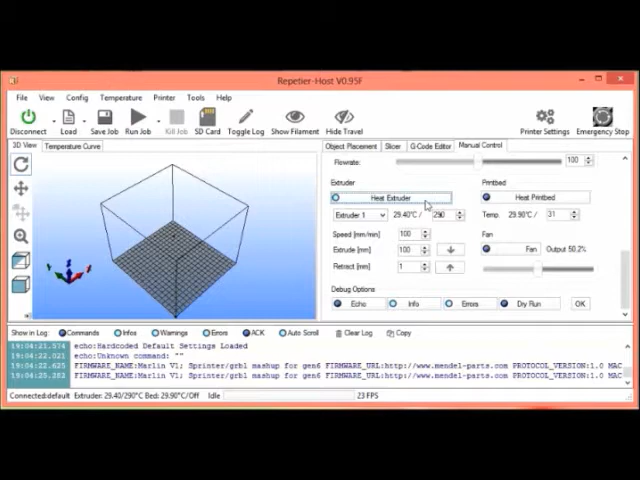 Repetier-Host V0.95F
File View Config Temperature Printer Tools Help
Disconnect Load Save Job Run Job Kill Job SD Card Toggle Log Show Filament Hide Travel Printer Settings Emergency Stop
3D View Temperature Curve
Object Placement Slicer G-Code Editor Manual Control
Flowrate: 100
Extruder Printbed
Heat Extruder Heat Printbed
Extruder 1 29.40°C / 290 Temp. 29.90°C / 31
Speed [mm/min] 100
Extrude [mm] 100 Fan Output 50.2%
Retract [mm] 1
Debug Options
Echo Info Errors Dry Run OK
Show in Log: Commands Infos Warnings Errors ACK Auto Scroll Clear Log Copy
19:04:21.574 echo:Hardcoded Default Settings Loaded
19:04:22.021 echo:Unknown command: ""
19:04:22.625 FIRMWARE_NAME:Marlin V1; Sprinter/grbl mashup for gen6 FIRMWARE_URL:http://www.mendel-parts.com PROTOCOL_VERSION:1.0 MAC
19:04:25.282 FIRMWARE_NAME:Marlin V1; Sprinter/grbl mashup for gen6 FIRMWARE_URL:http://www.mendel-parts.com PROTOCOL_VERSION:1.0 MAC
Connected:default Extruder: 29.40/290°C Bed: 29.90°C/Off Idle 23 FPS